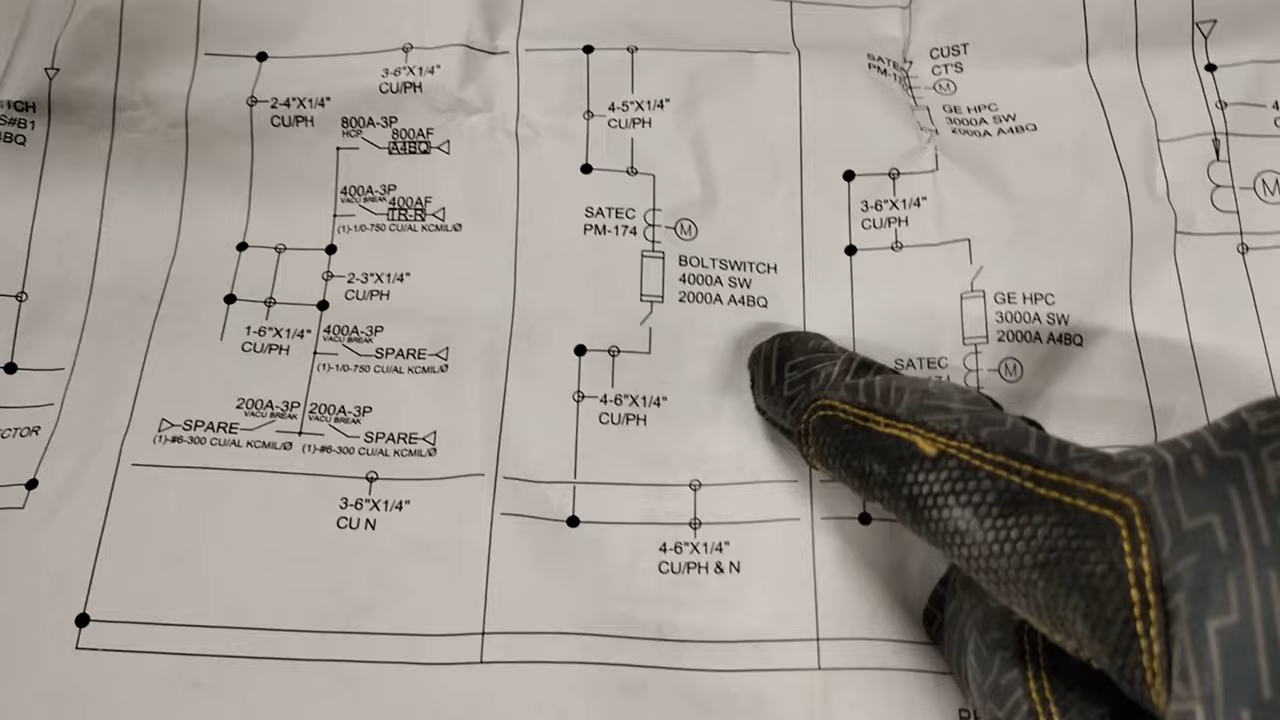 3-6"X1/4"
CU/PH
2-4"X1/4"
CU/PH
800A-3P
HCP
800AF
A4BQ
400A-3P
VACU BREAK
400AF
TR-R
(1)-1/0-750 CU/AL KCMIL/Ø
2-3"X1/4"
CU/PH
1-6"X1/4"
CU/PH
400A-3P
VACU BREAK
SPARE
(1)-1/0-750 CU/AL KCMIL/Ø
200A-3P
VACU BREAK
SPARE
(1)-#6-300 CU/AL KCMIL/Ø
200A-3P
VACU BREAK
SPARE
(1)-#6-300 CU/AL KCMIL/Ø
3-6"X1/4"
CU N
4-5"X1/4"
CU/PH
SATEC
PM-174
M
BOLTSWITCH
4000A SW
2000A A4BQ
4-6"X1/4"
CU/PH
4-6"X1/4"
CU/PH & N
CUST
CT'S
M
GE HPC
3000A SW
2000A A4BQ
3-6"X1/4"
CU/PH
GE HPC
3000A SW
2000A A4BQ
SATEC
M
M